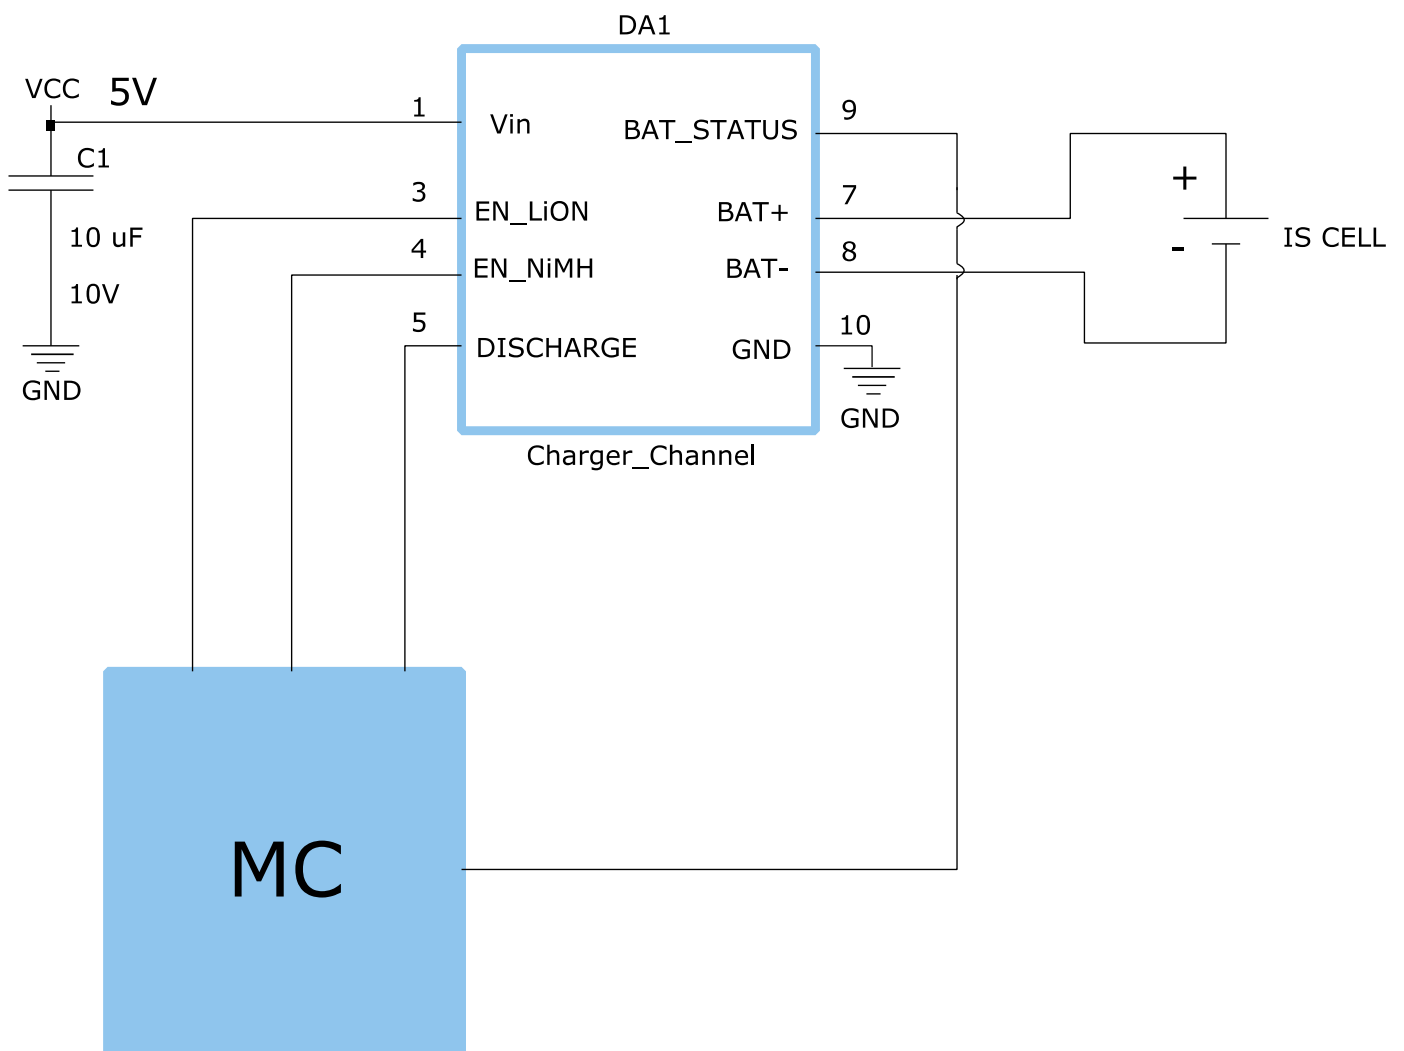 DA1
VCC
5V
1
Vin
BAT_STATUS
9
C1
3
EN_LiON
BAT+
7
+
10 uF
4
EN_NiMH
BAT-
8
-
IS CELL
10V
5
DISCHARGE
GND
10
GND
GND
Charger_Channel
MC